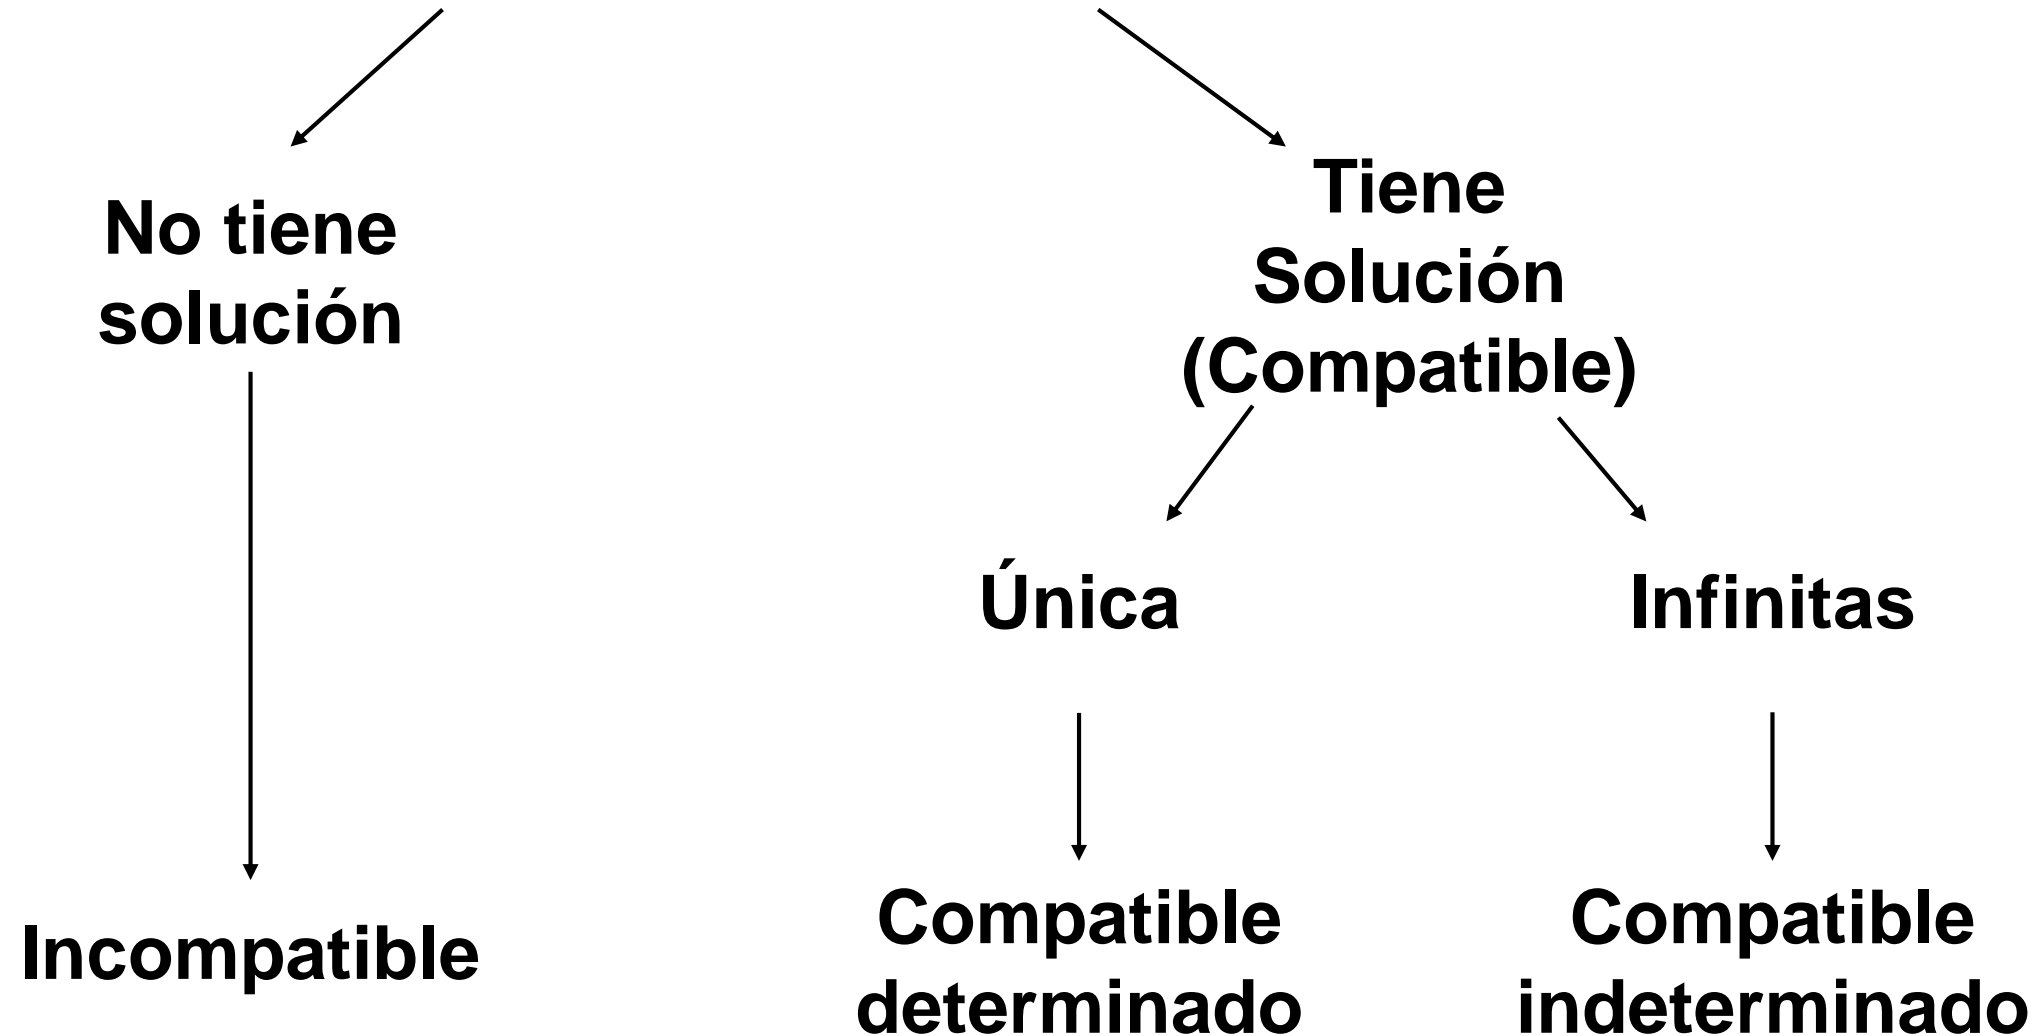 No tiene
solución
Tiene
Solución
(Compatible)
Única
Infinitas
Incompatible
Compatible
determinado
Compatible
indeterminado